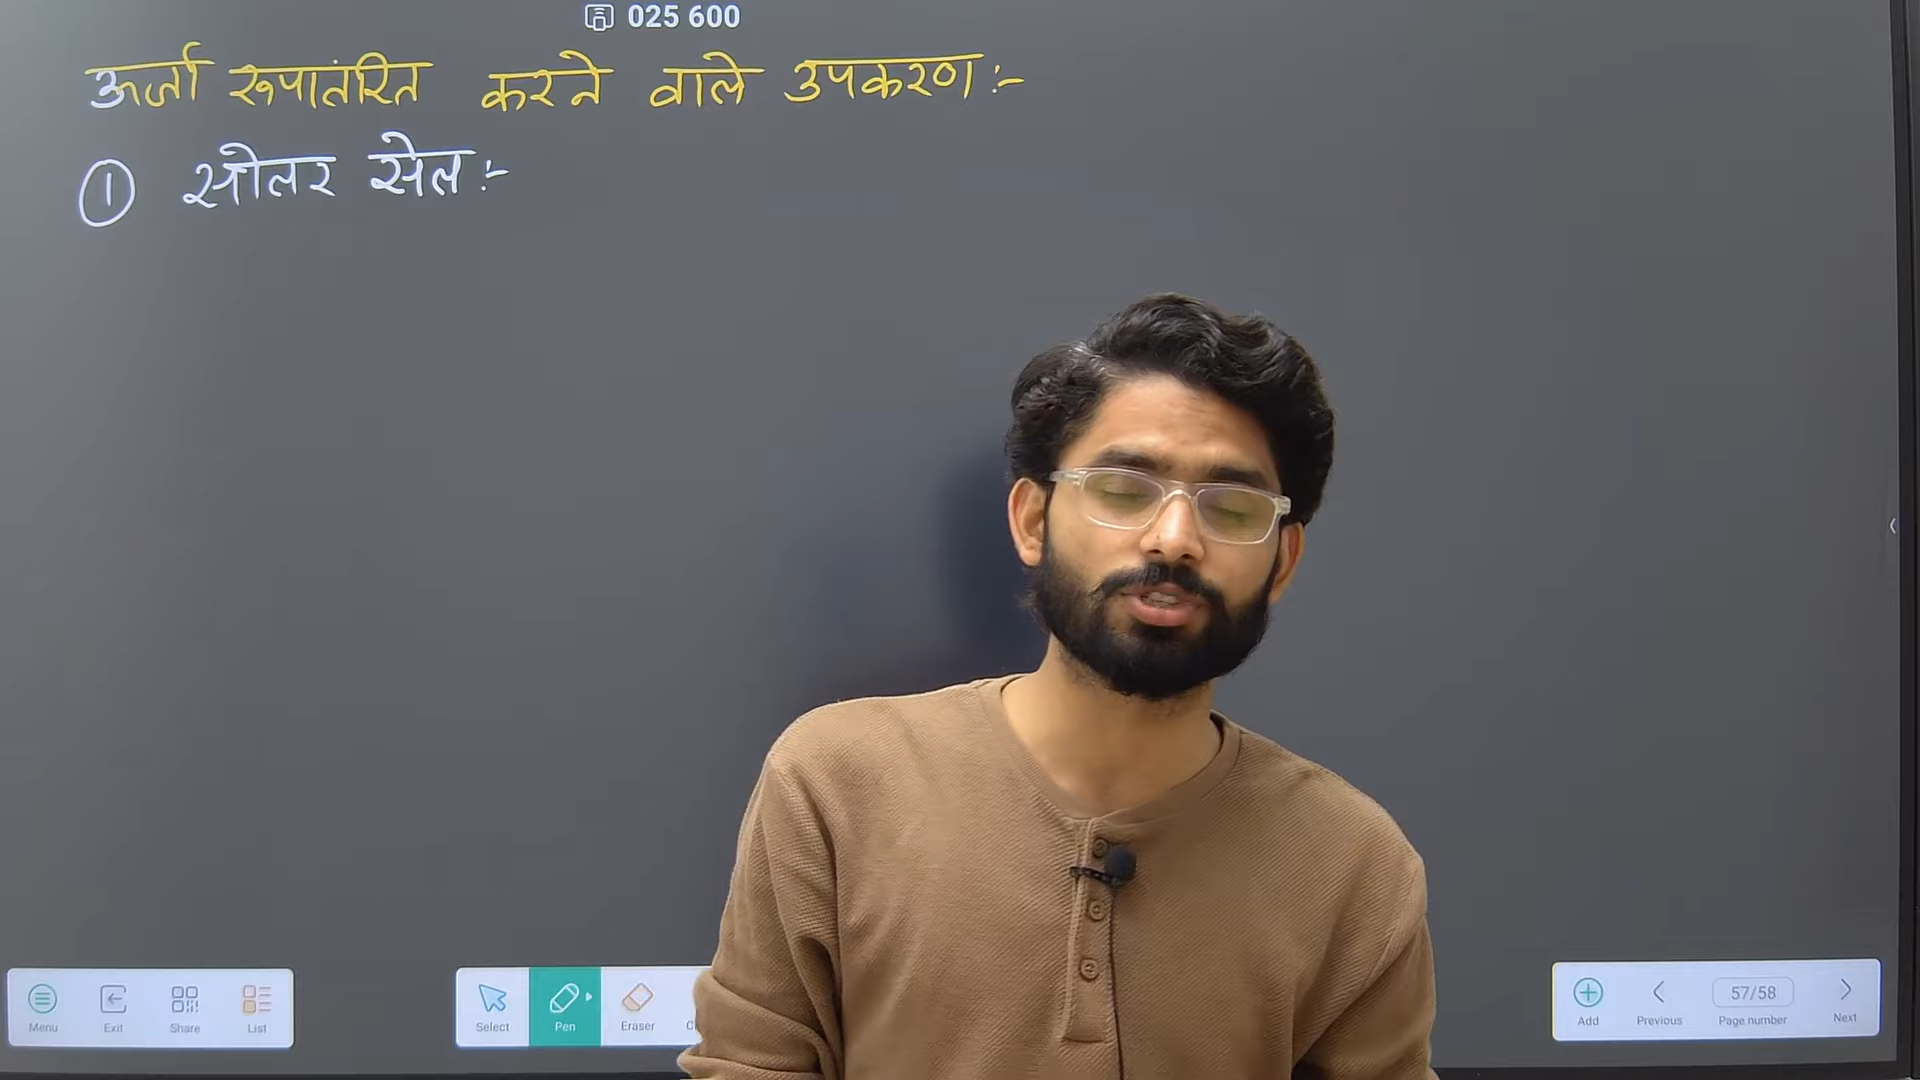 025 600
ऊर्जा रूपातंरित करने वाले उपकरण:-
① सोलर सेल:-
Menu Exit Share List
Select Pen Eraser
Add Previous 57/58 Page number Next